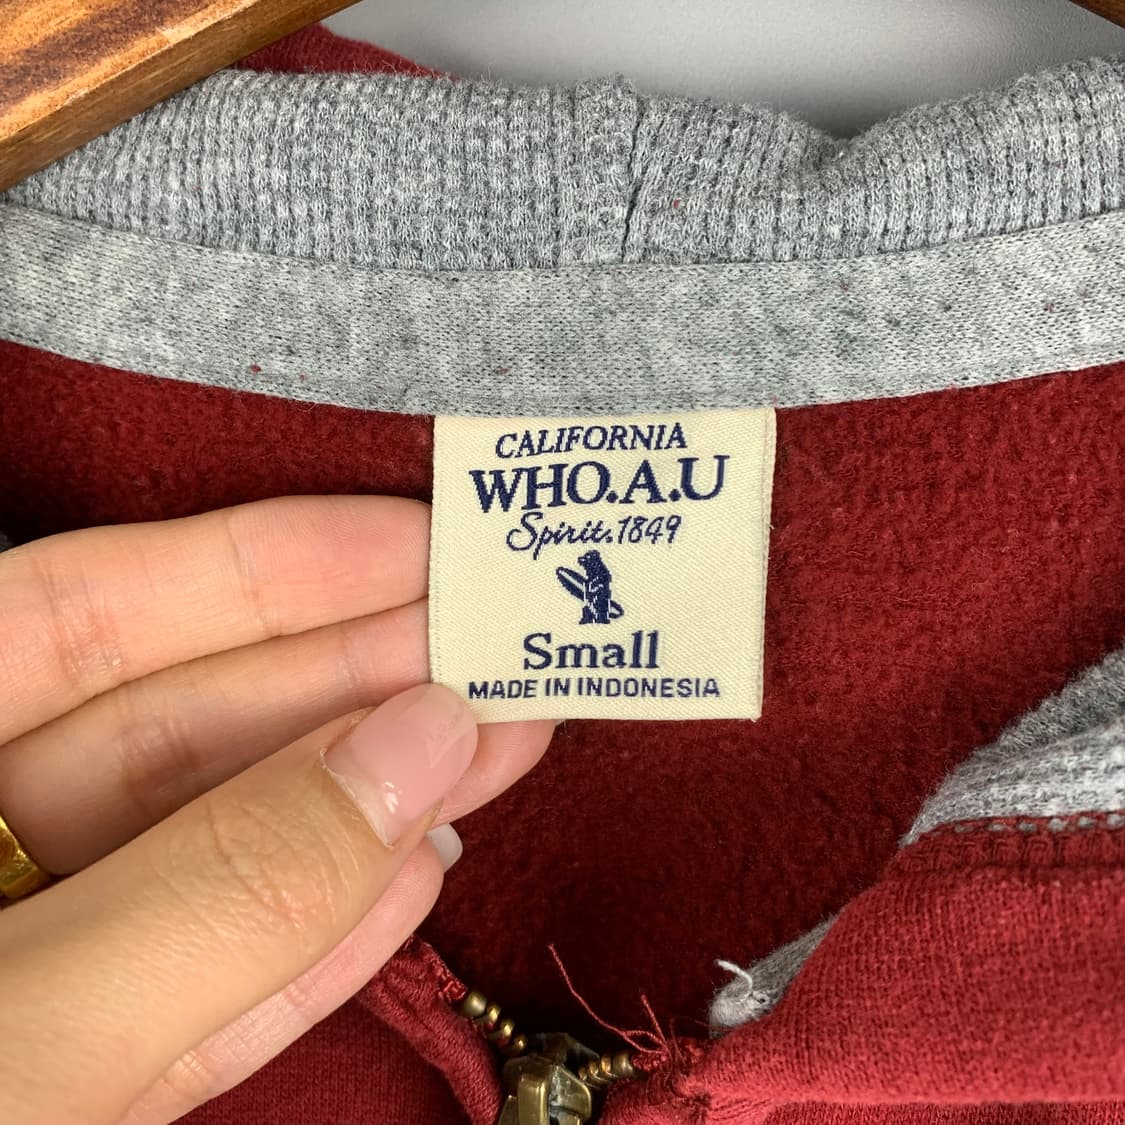 CALIFORNIA
WHO.A.U
Spirit.1849
Small
MADE IN INDONESIA